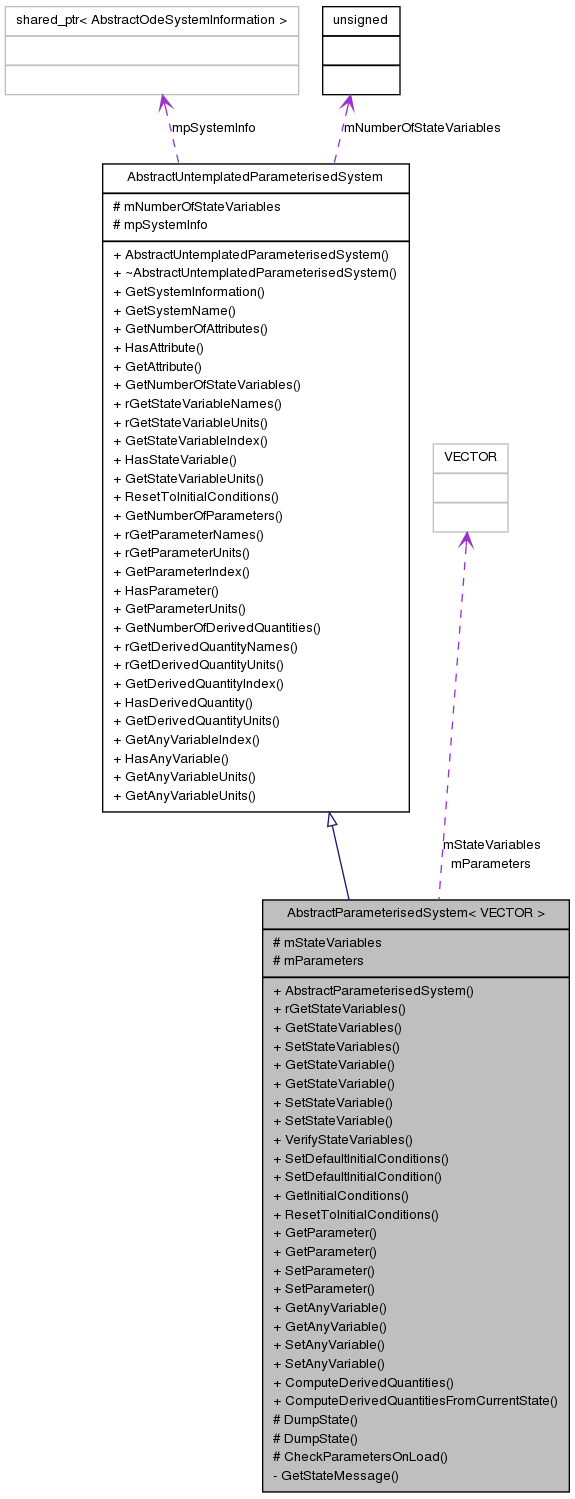 shared_ptr< AbstractOdeSystemInformation >
unsigned
mpSystemInfo
mNumberOfStateVariables
AbstractUntemplatedParameterisedSystem
# mNumberOfStateVariables
# mpSystemInfo
+ AbstractUntemplatedParameterisedSystem()
+ ~AbstractUntemplatedParameterisedSystem()
+ GetSystemInformation()
+ GetSystemName()
+ GetNumberOfAttributes()
+ HasAttribute()
+ GetAttribute()
+ GetNumberOfStateVariables()
+ rGetStateVariableNames()
+ rGetStateVariableUnits()
+ GetStateVariableIndex()
+ HasStateVariable()
+ GetStateVariableUnits()
+ ResetToInitialConditions()
+ GetNumberOfParameters()
+ rGetParameterNames()
+ rGetParameterUnits()
+ GetParameterIndex()
+ HasParameter()
+ GetParameterUnits()
+ GetNumberOfDerivedQuantities()
+ rGetDerivedQuantityNames()
+ rGetDerivedQuantityUnits()
+ GetDerivedQuantityIndex()
+ HasDerivedQuantity()
+ GetDerivedQuantityUnits()
+ GetAnyVariableIndex()
+ HasAnyVariable()
+ GetAnyVariableUnits()
+ GetAnyVariableUnits()
VECTOR
mStateVariables
mParameters
AbstractParameterisedSystem< VECTOR >
# mStateVariables
# mParameters
+ AbstractParameterisedSystem()
+ rGetStateVariables()
+ GetStateVariables()
+ SetStateVariables()
+ GetStateVariable()
+ GetStateVariable()
+ SetStateVariable()
+ SetStateVariable()
+ VerifyStateVariables()
+ SetDefaultInitialConditions()
+ SetDefaultInitialCondition()
+ GetInitialConditions()
+ ResetToInitialConditions()
+ GetParameter()
+ GetParameter()
+ SetParameter()
+ SetParameter()
+ GetAnyVariable()
+ GetAnyVariable()
+ SetAnyVariable()
+ SetAnyVariable()
+ ComputeDerivedQuantities()
+ ComputeDerivedQuantitiesFromCurrentState()
# DumpState()
# DumpState()
# CheckParametersOnLoad()
- GetStateMessage()